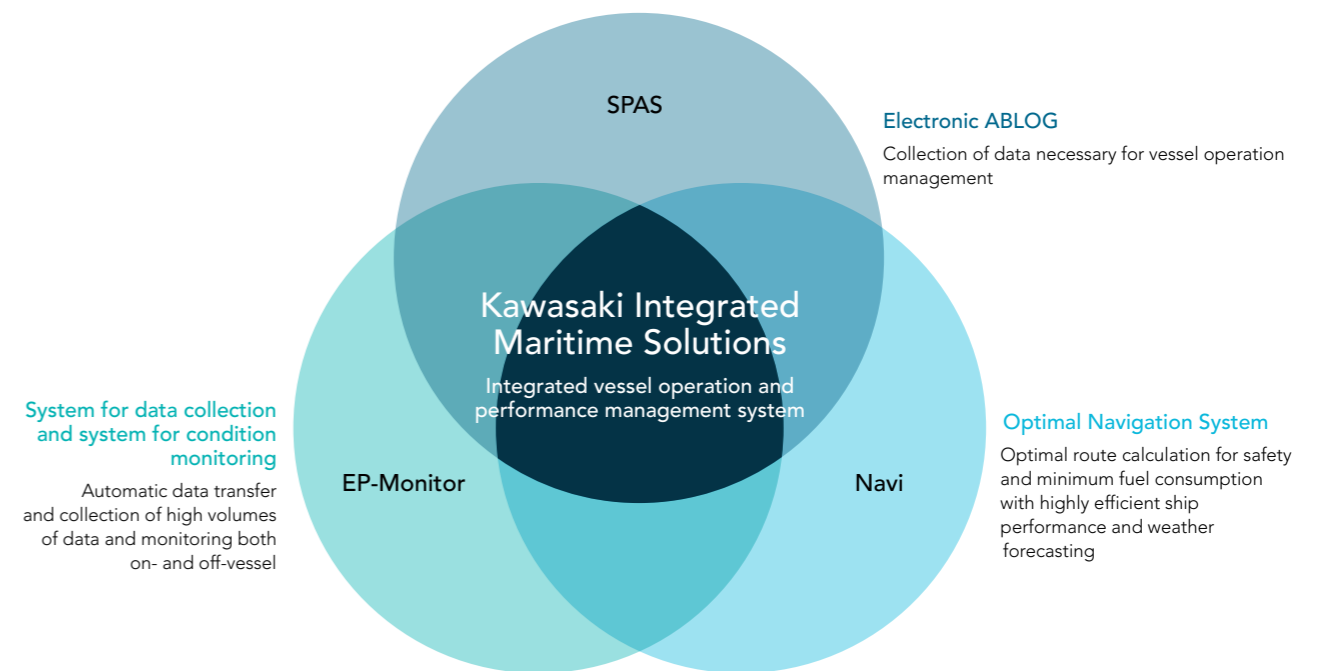 SPAS
Electronic ABLOG
Collection of data necessary for vessel operation
management
Kawasaki Integrated
Maritime Solutions
Integrated vessel operation and
performance management system
System for data collection
and system for condition
monitoring
Automatic data transfer
and collection of high volumes
of data and monitoring both
on- and off-vessel
EP-Monitor
Navi
Optimal Navigation System
Optimal route calculation for safety
and minimum fuel consumption
with highly efficient ship
performance and weather
forecasting